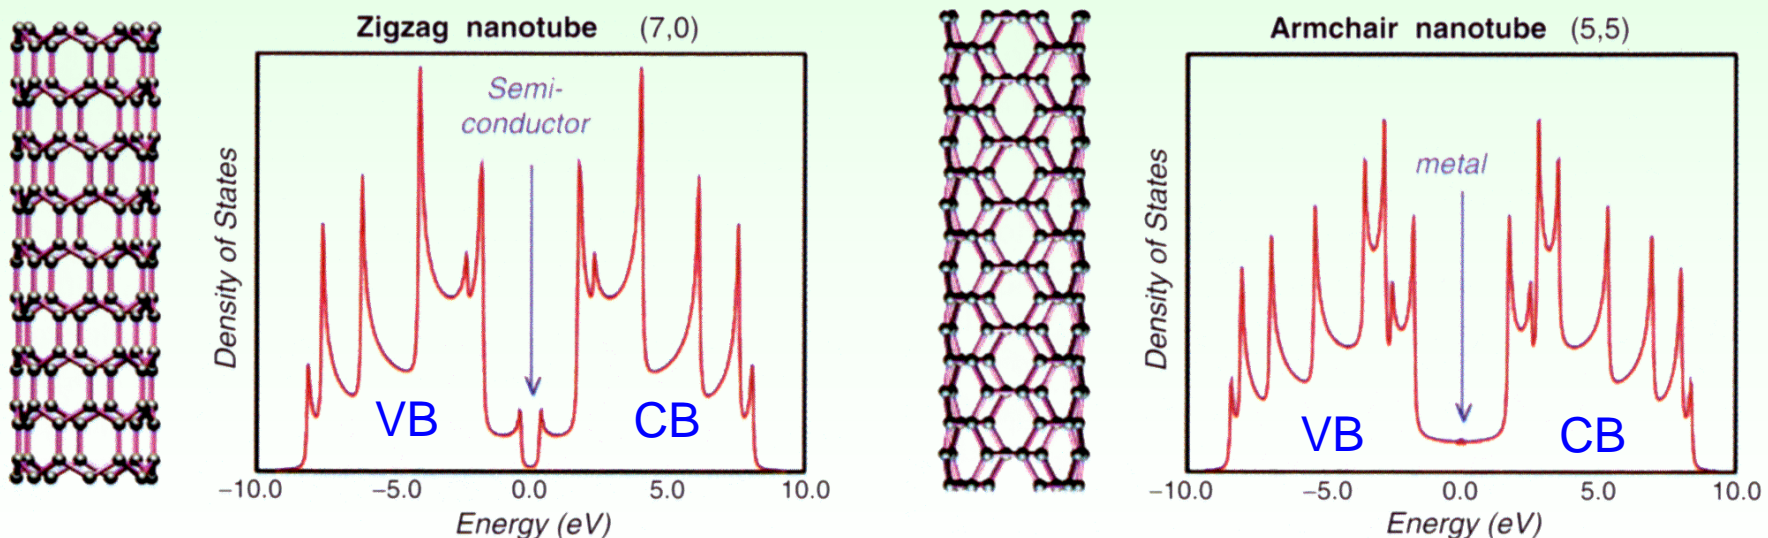 Zigzag nanotube (7,0)
Semi-
conductor
Density of States
VB
CB
−10.0 −5.0 0.0 5.0 10.0
Energy (eV)
Armchair nanotube (5,5)
metal
Density of States
VB
CB
−10.0 −5.0 0.0 5.0 10.0
Energy (eV)